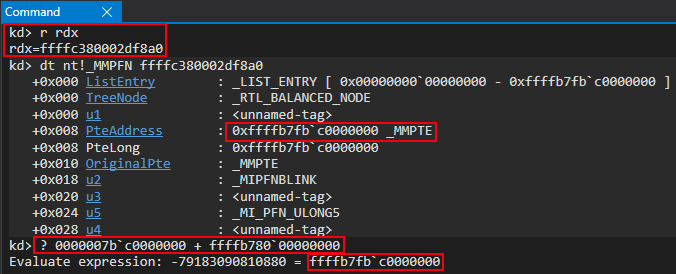 Command X
kd> r rdx
rdx=ffffc380002df8a0
kd> dt nt!_MMPFN ffffc380002df8a0
+0x000 ListEntry : _LIST_ENTRY [ 0x00000000`00000000 - 0xffffb7fb`c0000000 ]
+0x000 TreeNode : _RTL_BALANCED_NODE
+0x000 u1 : <unnamed-tag>
+0x008 PteAddress : 0xffffb7fb`c0000000 _MMPTE
+0x008 PteLong : 0xffffb7fb`c0000000
+0x010 OriginalPte : _MMPTE
+0x018 u2 : _MIPFNBLINK
+0x020 u3 : <unnamed-tag>
+0x024 u5 : _MI_PFN_ULONG5
+0x028 u4 : <unnamed-tag>
kd> ? 0000007b`c0000000 + ffffb780`00000000
Evaluate expression: -79183090810880 = ffffb7fb`c0000000